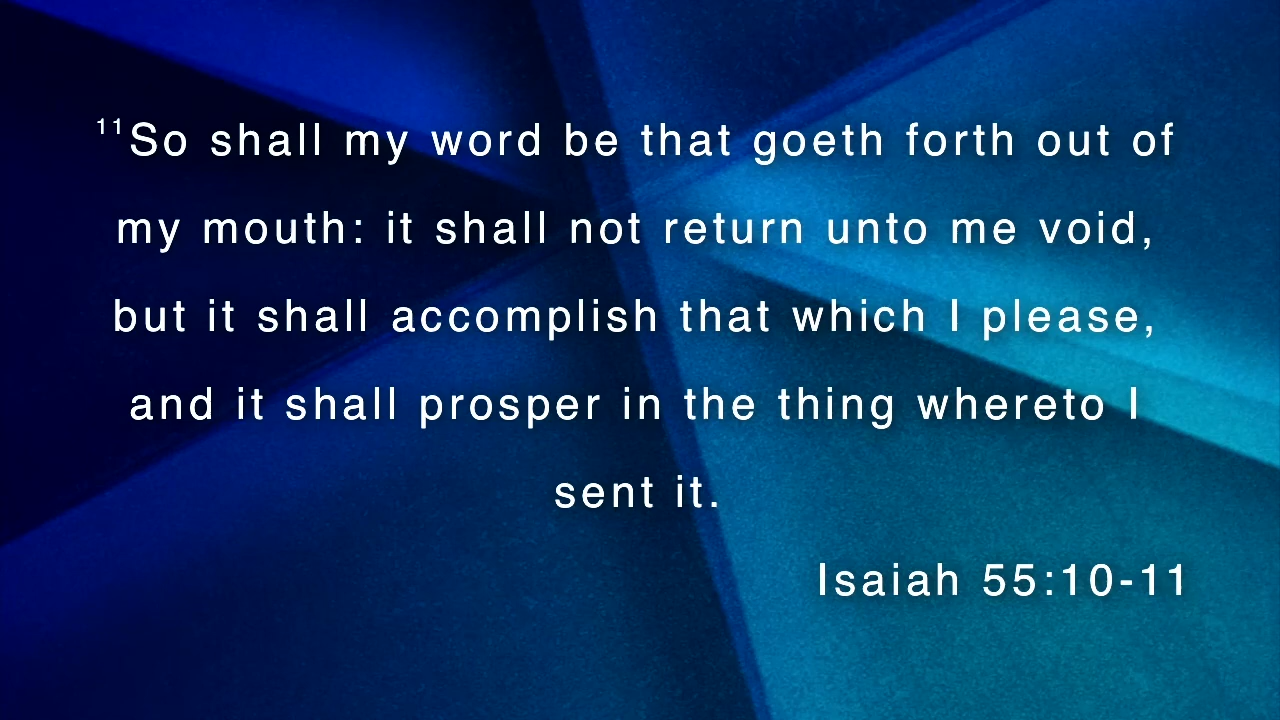 ¹¹So shall my word be that goeth forth out of
my mouth: it shall not return unto me void,
but it shall accomplish that which I please,
and it shall prosper in the thing whereto I
sent it.
Isaiah 55:10-11